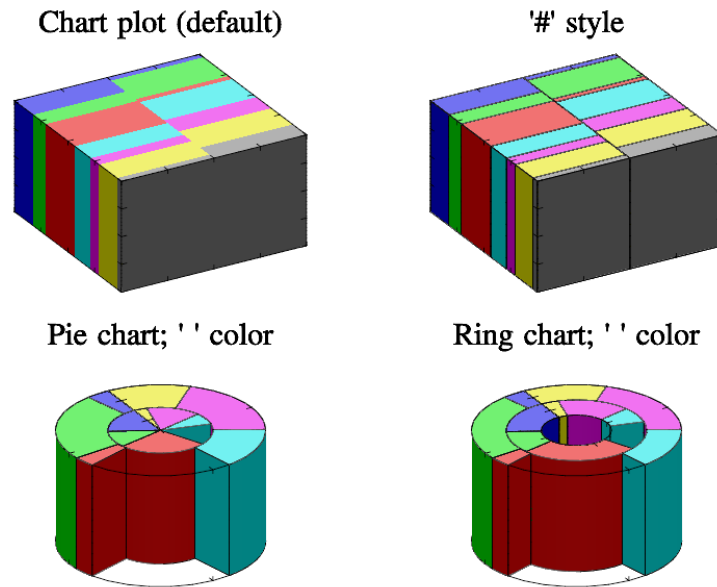 Chart plot (default)
'#' style
Pie chart; ' ' color
Ring chart; ' ' color